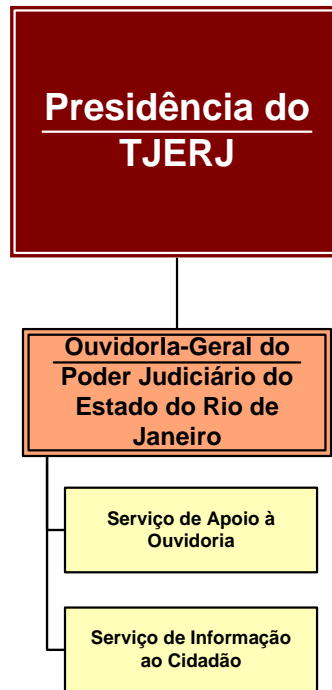 Presidência do
TJERJ
Ouvidorla-Geral do
Poder Judiciário do
Estado do Rio de
Janeiro
Serviço de Apoio à
Ouvidoria
Serviço de Informação
ao Cidadão